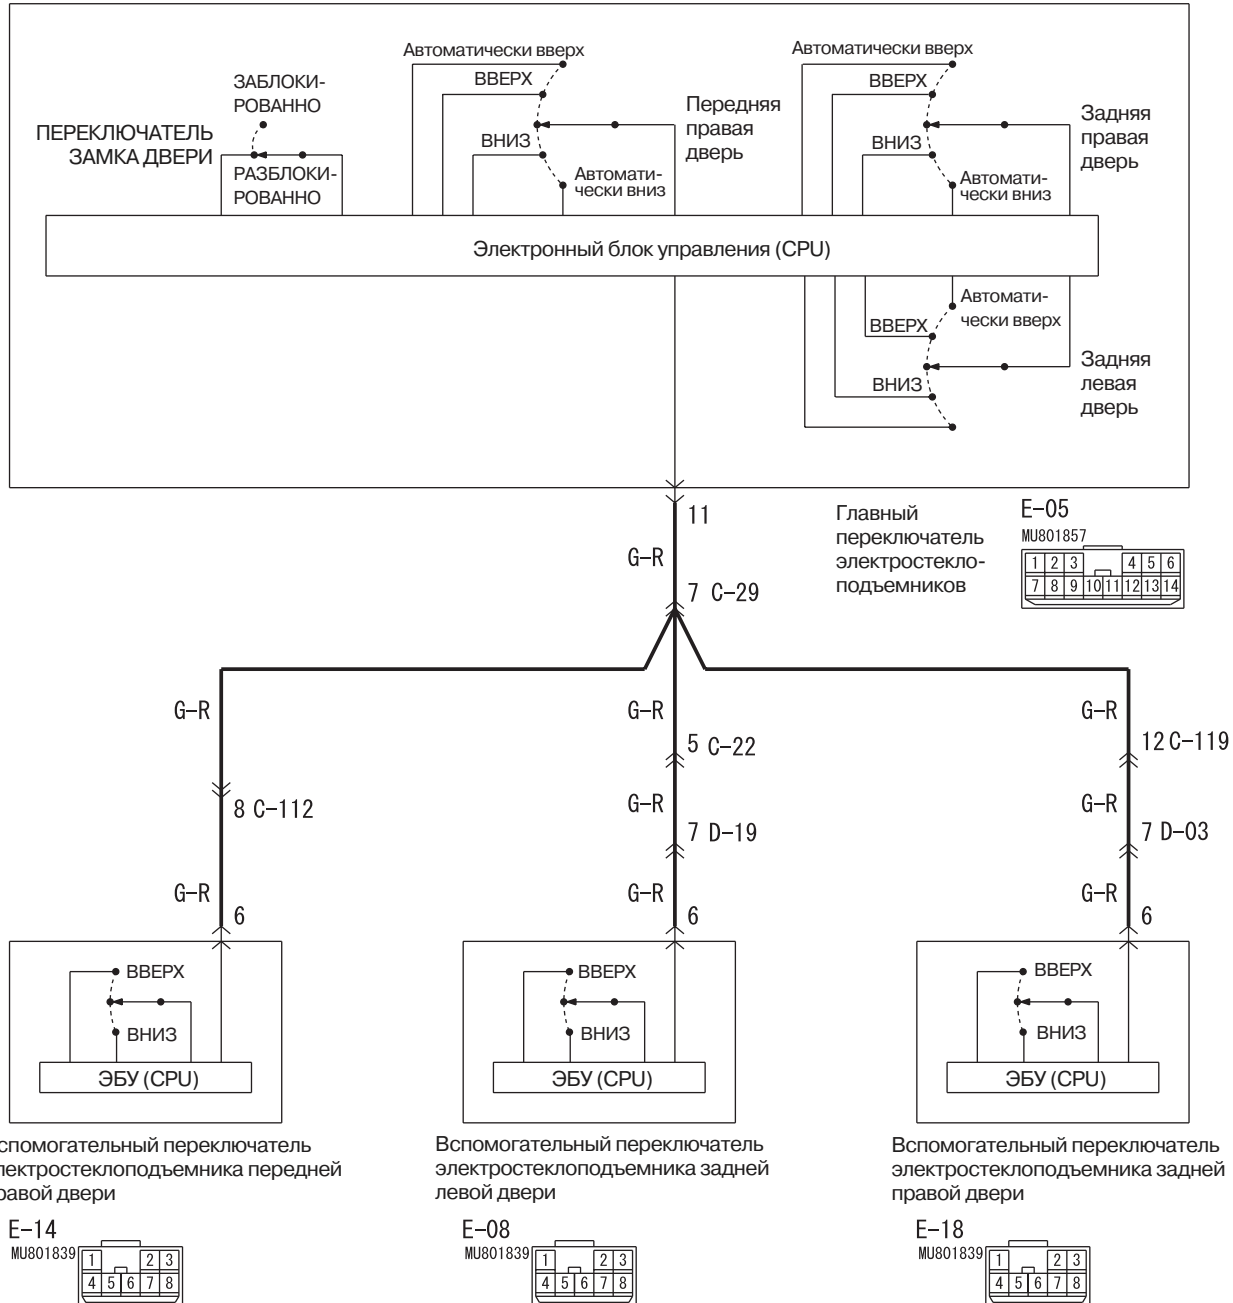 Автоматически вверх
Автоматически вверх
ЗАБЛОКИ-
РОВАННО
ВВЕРХ
ВВЕРХ
Передняя
правая
дверь
Задняя
правая
дверь
ПЕРЕКЛЮЧАТЕЛЬ
ЗАМКА ДВЕРИ
ВНИЗ
ВНИЗ
РАЗБЛОКИ-
РОВАННО
Автомати-
чески вниз
Автомати-
чески вниз
Электронный блок управления (CPU)
Автомати-
чески вверх
ВВЕРХ
ВНИЗ
Задняя
левая
дверь
11
Главный
переключатель
электростекло-
подъемников
E-05
MU801857
1 2 3 4 5 6
7 8 9 10 11 12 13 14
G-R
7 C-29
G-R
G-R
G-R
5 C-22
12 C-119
8 C-112
G-R
G-R
7 D-19
7 D-03
G-R
G-R
G-R
6
6
6
ВВЕРХ
ВВЕРХ
ВВЕРХ
ВНИЗ
ВНИЗ
ВНИЗ
ЭБУ (CPU)
ЭБУ (CPU)
ЭБУ (CPU)
спомогательный переключатель
лектростеклоподъемника передней
равой двери
Вспомогательный переключатель
электростеклоподъемника задней
левой двери
Вспомогательный переключатель
электростеклоподъемника задней
правой двери
E-14
MU801839
1 2 3
4 5 6 7 8
E-08
MU801839
1 2 3
4 5 6 7 8
E-18
MU801839
1 2 3
4 5 6 7 8